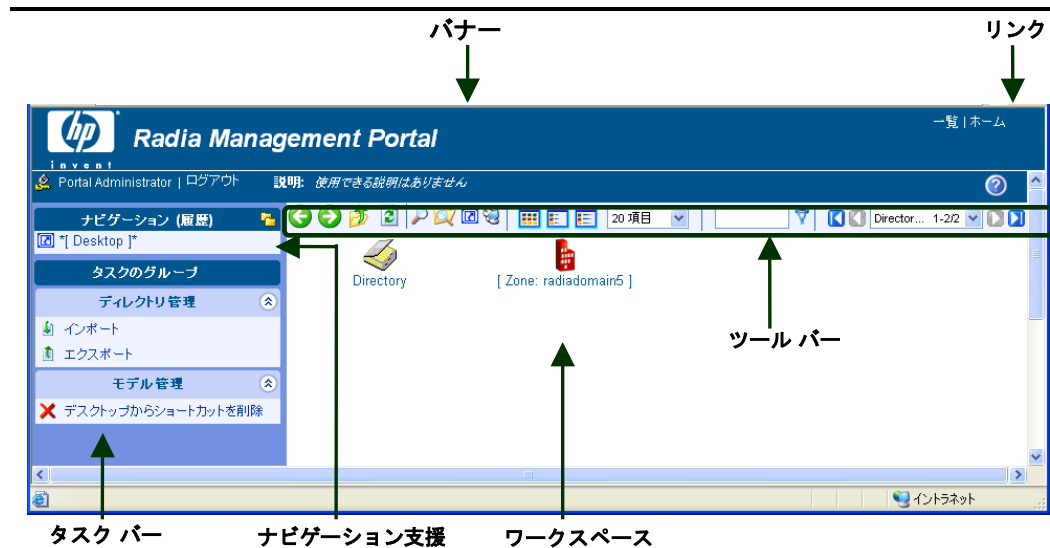 バナー
リンク
hp
invent
Radia Management Portal
一覧 | ホーム
Portal Administrator | ログアウト
説明: 使用できる説明はありません
?
ナビゲーション (履歴)
*[ Desktop ]*
20 項目
Director... 1-2/2
タスクのグループ
ディレクトリ管理
インポート
エクスポート
モデル管理
デスクトップからショートカットを削除
Directory
[ Zone: radiadomain5 ]
ツール バー
イントラネット
タスク バー
ナビゲーション支援
ワークスペース